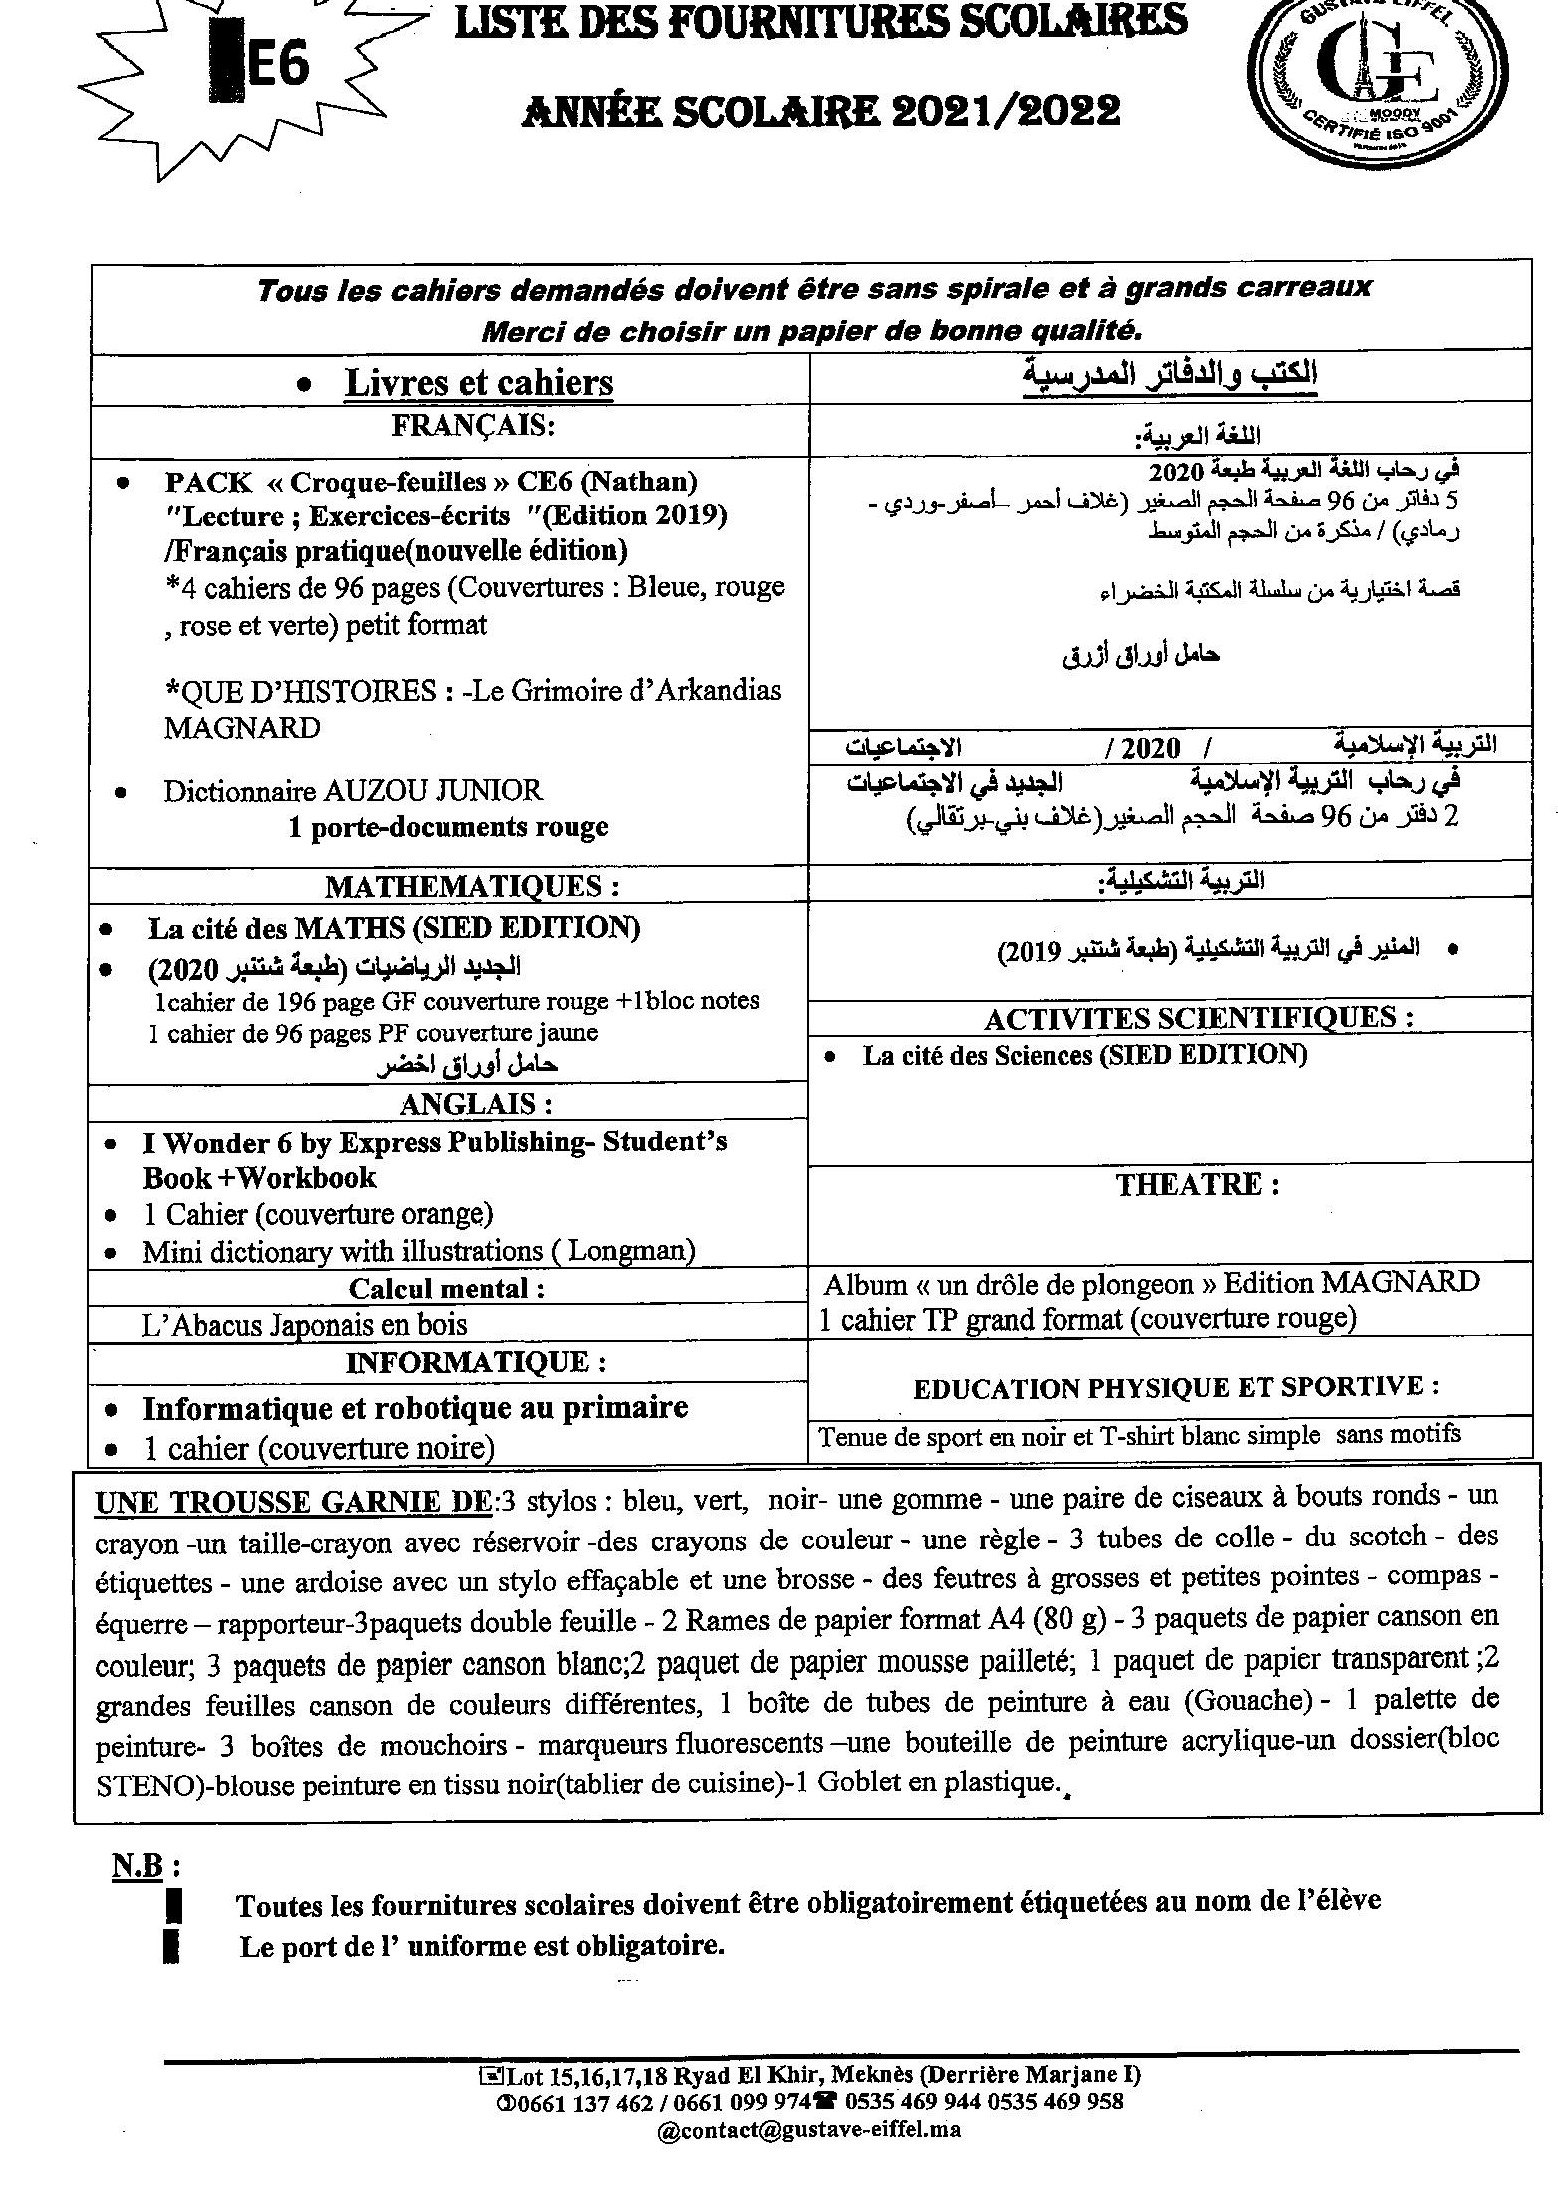 E6
LISTE DES FOURNITURES SCOLAIRES
ANNÉE SCOLAIRE 2021/2022
GUSTAVE EIFFEL
GE
MOODY
CERTIFIÉ ISO 9001
Tous les cahiers demandés doivent être sans spirale et à grands carreaux
Merci de choisir un papier de bonne qualité.
• Livres et cahiers
FRANÇAIS:
• PACK « Croque-feuilles » CE6 (Nathan)
"Lecture ; Exercices-écrits "(Edition 2019)
/Français pratique(nouvelle édition)
*4 cahiers de 96 pages (Couvertures : Bleue, rouge
, rose et verte) petit format
*QUE D'HISTOIRES : -Le Grimoire d'Arkandias
MAGNARD
• Dictionnaire AUZOU JUNIOR
1 porte-documents rouge
MATHEMATIQUES :
• La cité des MATHS (SIED EDITION)
• الجديد الرياضيات (طبعة شتنبر 2020)
1cahier de 196 page GF couverture rouge +1bloc notes
1 cahier de 96 pages PF couverture jaune
حامل أوراق اخضر
ANGLAIS :
• I Wonder 6 by Express Publishing- Student's
Book +Workbook
• 1 Cahier (couverture orange)
• Mini dictionary with illustrations ( Longman)
Calcul mental :
L'Abacus Japonais en bois
INFORMATIQUE :
• Informatique et robotique au primaire
• 1 cahier (couverture noire)
الكتب والدفاتر المدرسية
اللغة العربية:
في رحاب اللغة العربية طبعة 2020
5 دفاتر من 96 صفحة الحجم الصغير (غلاف أحمر –أصفر-وردي -
رمادي) / مذكرة من الحجم المتوسط
قصة اختيارية من سلسلة المكتبة الخضراء
حامل أوراق أزرق
التربية الإسلامية / 2020 / الاجتماعيات
في رحاب التربية الإسلامية الجديد في الاجتماعيات
2 دفتر من 96 صفحة الحجم الصغير(غلاف بني-برتقالي)
التربية التشكيلية:
• المنير في التربية التشكيلية (طبعة شتنبر 2019)
ACTIVITES SCIENTIFIQUES :
• La cité des Sciences (SIED EDITION)
THEATRE :
Album « un drôle de plongeon » Edition MAGNARD
1 cahier TP grand format (couverture rouge)
EDUCATION PHYSIQUE ET SPORTIVE :
Tenue de sport en noir et T-shirt blanc simple sans motifs
UNE TROUSSE GARNIE DE:3 stylos : bleu, vert, noir- une gomme - une paire de ciseaux à bouts ronds - un
crayon -un taille-crayon avec réservoir -des crayons de couleur - une règle - 3 tubes de colle - du scotch - des
étiquettes - une ardoise avec un stylo effaçable et une brosse - des feutres à grosses et petites pointes - compas -
équerre – rapporteur-3paquets double feuille - 2 Rames de papier format A4 (80 g) - 3 paquets de papier canson en
couleur; 3 paquets de papier canson blanc;2 paquet de papier mousse pailleté; 1 paquet de papier transparent ;2
grandes feuilles canson de couleurs différentes, 1 boîte de tubes de peinture à eau (Gouache) - 1 palette de
peinture- 3 boîtes de mouchoirs - marqueurs fluorescents –une bouteille de peinture acrylique-un dossier(bloc
STENO)-blouse peinture en tissu noir(tablier de cuisine)-1 Goblet en plastique.
N.B :
Toutes les fournitures scolaires doivent être obligatoirement étiquetées au nom de l'élève
Le port de l' uniforme est obligatoire.
Lot 15,16,17,18 Ryad El Khir, Meknès (Derrière Marjane I)
0661 137 462 / 0661 099 974☎ 0535 469 944 0535 469 958
@contact@gustave-eiffel.ma